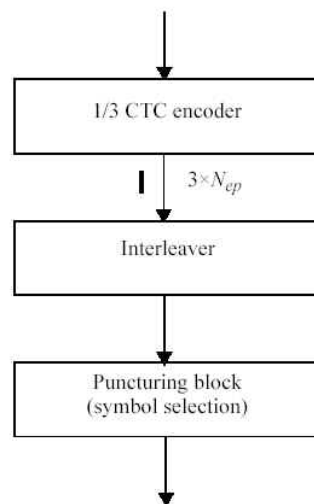 1/3 CTC encoder
3×N_ep
Interleaver
Puncturing block
(symbol selection)